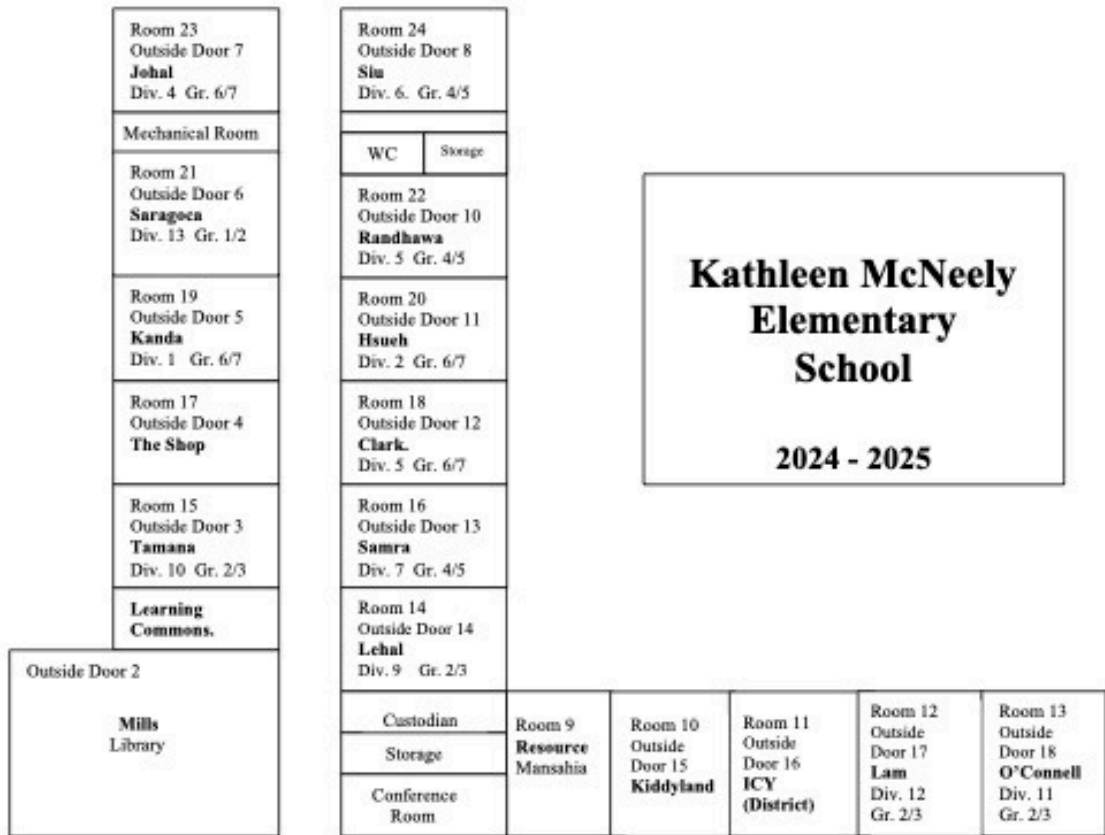 Room 23
Outside Door 7
Johal
Div. 4 Gr. 6/7
Mechanical Room
Room 21
Outside Door 6
Saragoca
Div. 13 Gr. 1/2
Room 19
Outside Door 5
Kanda
Div. 1 Gr. 6/7
Room 17
Outside Door 4
The Shop
Room 15
Outside Door 3
Tamana
Div. 10 Gr. 2/3
Learning
Commons.
Outside Door 2
Mills
Library
Room 24
Outside Door 8
Siu
Div. 6. Gr. 4/5
WC
Storage
Room 22
Outside Door 10
Randhawa
Div. 5 Gr. 4/5
Room 20
Outside Door 11
Hsueh
Div. 2 Gr. 6/7
Room 18
Outside Door 12
Clark.
Div. 5 Gr. 6/7
Room 16
Outside Door 13
Samra
Div. 7 Gr. 4/5
Room 14
Outside Door 14
Lehal
Div. 9 Gr. 2/3
Custodian
Storage
Conference
Room
Room 9
Resource
Mansahia
Room 10
Outside
Door 15
Kiddyland
Room 11
Outside
Door 16
ICY
(District)
Room 12
Outside
Door 17
Lam
Div. 12
Gr. 2/3
Room 13
Outside
Door 18
O'Connell
Div. 11
Gr. 2/3
Kathleen McNeely
Elementary
School
2024 - 2025